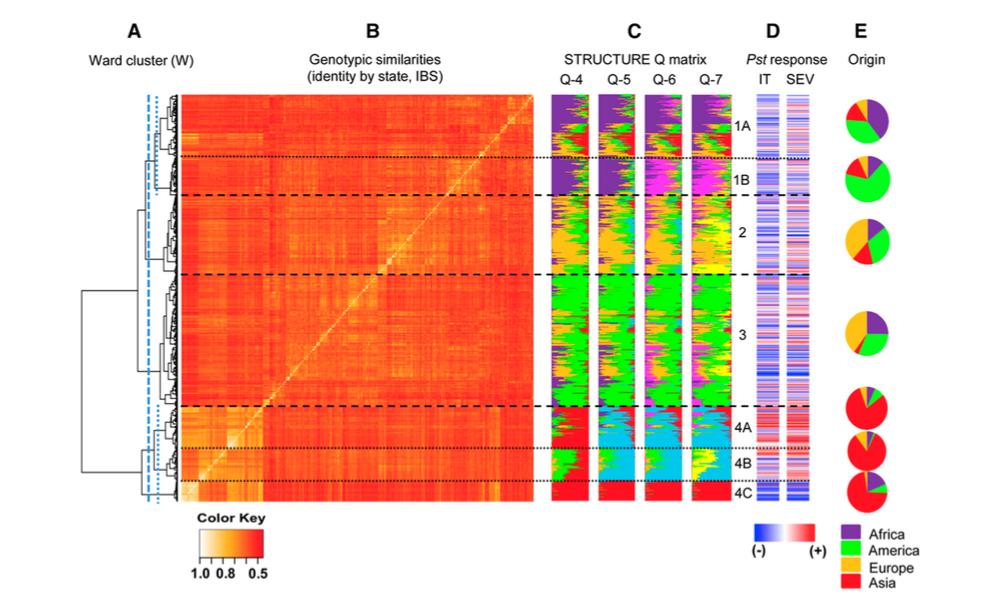 A B C D E
Ward cluster (W) Genotypic similarities STRUCTURE Q matrix Pst response Origin
(identity by state, IBS) Q-4 Q-5 Q-6 Q-7 IT SEV
1A
1B
2
3
4A
4B
4C
Color Key
1.0 0.8 0.5
(-) (+)
Africa
America
Europe
Asia